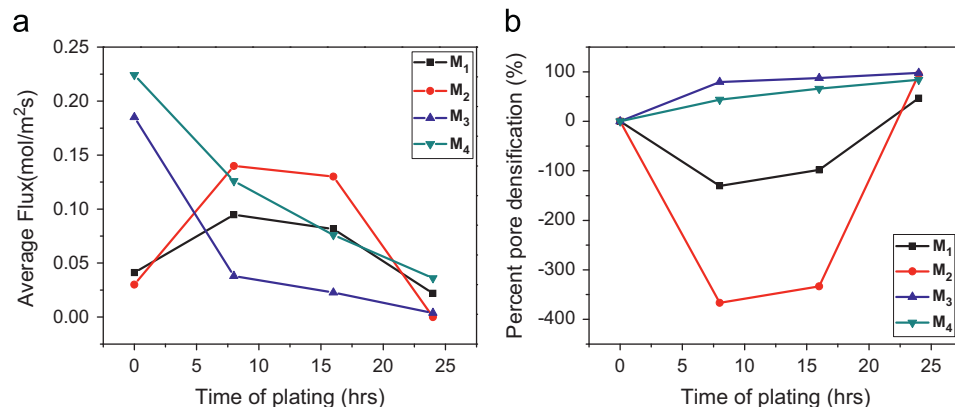 a
Average Flux(mol/m²s)
0.25
0.20
0.15
0.10
0.05
0.00
M₁
M₂
M₃
M₄
0 5 10 15 20 25
Time of plating (hrs)
b
Percent pore densification (%)
100
0
-100
-200
-300
-400
M₁
M₂
M₃
M₄
0 5 10 15 20 25
Time of plating (hrs)